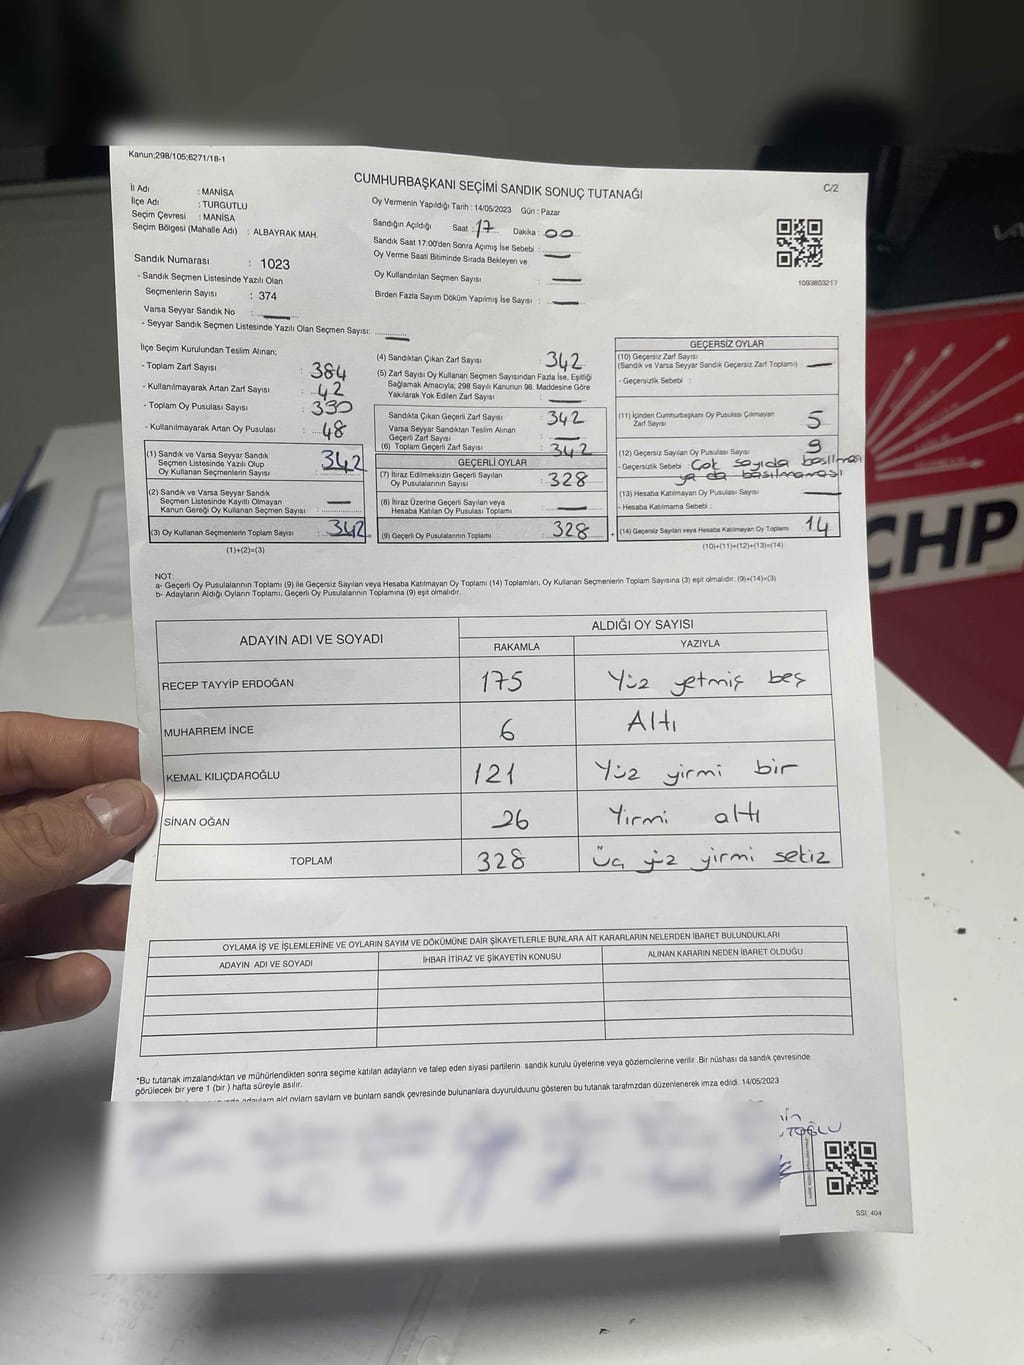 Kanun;298/105;6271/18-1
CUMHURBAŞKANI SEÇİMİ SANDIK SONUÇ TUTANAĞI
C/2
İl Adı : MANİSA
İlçe Adı : TURGUTLU
Seçim Çevresi : MANİSA
Seçim Bölgesi (Mahalle Adı) : ALBAYRAK MAH.
Sandık Numarası : 1023
- Sandık Seçmen Listesinde Yazılı Olan
Seçmenlerin Sayısı : 374
Varsa Seyyar Sandık No :
- Seyyar Sandık Seçmen Listesinde Yazılı Olan Seçmen Sayısı:
Oy Vermenin Yapıldığı Tarih : 14/05/2023 Gün : Pazar
Sandığın Açıldığı Saat : 17 Dakika : 00
Sandık Saat 17:00'den Sonra Açımış İse Sebebi :
Oy Verme Saati Bitiminde Sırada Bekleyen ve
Oy Kullandırılan Seçmen Sayısı :
Birden Fazla Sayım Döküm Yapılmış İse Sayısı :
1093803217
İlçe Seçim Kurulundan Teslim Alınan;
- Toplam Zarf Sayısı : 384
- Kullanılmayarak Artan Zarf Sayısı : 42
- Toplam Oy Pusulası Sayısı : 390
- Kullanılmayarak Artan Oy Pusulası : 48
(1) Sandık ve Varsa Seyyar Sandık
Seçmen Listesinde Yazılı Olup
Oy Kullanan Seçmenlerin Sayısı : 342
(2) Sandık ve Varsa Seyyar Sandık
Seçmen Listesinde Kayıtlı Olmayan
Kanun Gereği Oy Kullanan Seçmen Sayısı :
(3) Oy Kullanan Seçmenlerin Toplam Sayısı : 342
(1)+(2)=(3)
(4) Sandıktan Çıkan Zarf Sayısı : 342
(5) Zarf Sayısı Oy Kullanan Seçmen Sayısından Fazla İse, Eşitliği
Sağlamak Amacıyla; 298 Sayılı Kanunun 98. Maddesine Göre
Yakılarak Yok Edilen Zarf Sayısı :
Sandıkta Çıkan Geçerli Zarf Sayısı : 342
Varsa Seyyar Sandıktan Teslim Alınan
Geçerli Zarf Sayısı :
(6) Toplam Geçerli Zarf Sayısı : 342
GEÇERLİ OYLAR
(7) İtiraz Edilmeksizin Geçerli Sayılan
Oy Pusulalarının Sayısı : 328
(8) İtiraz Üzerine Geçerli Sayılan veya
Hesaba Katılan Oy Pusulası Toplamı :
(9) Geçerli Oy Pusulalarının Toplamı : 328
GEÇERSİZ OYLAR
(10) Geçersiz Zarf Sayısı
(Sandık ve Varsa Seyyar Sandık Geçersiz Zarf Toplamı) :
- Geçersizlik Sebebi :
(11) İçinden Cumhurbaşkanı Oy Pusulası Çıkmayan
Zarf Sayısı : 5
(12) Geçersiz Sayılan Oy Pusulası Sayısı : 9
- Geçersizlik Sebebi : Çok sayıda basılması
ya da basılmaması
(13) Hesaba Katılmayan Oy Pusulası Sayısı :
- Hesaba Katılmama Sebebi :
(14) Geçersiz Sayılan veya Hesaba Katılmayan Oy Toplamı : 14
(10)+(11)+(12)+(13)=(14)
NOT:
a- Geçerli Oy Pusulalarının Toplamı (9) ile Geçersiz Sayılan veya Hesaba Katılmayan Oy Toplamı (14) Toplamları, Oy Kullanan Seçmenlerin Toplam Sayısına (3) eşit olmalıdır. (9)+(14)=(3)
b- Adayların Aldığı Oyların Toplamı, Geçerli Oy Pusulalarının Toplamına (9) eşit olmalıdır.
ADAYIN ADI VE SOYADI ALDIĞI OY SAYISI
RAKAMLA YAZIYLA
RECEP TAYYİP ERDOĞAN 175 Yüz yetmiş beş
MUHARREM İNCE 6 Altı
KEMAL KILIÇDAROĞLU 121 Yüz yirmi bir
SİNAN OĞAN 26 Yirmi altı
TOPLAM 328 Üç yüz yirmi sekiz
OYLAMA İŞ VE İŞLEMLERİNE VE OYLARIN SAYIM VE DÖKÜMÜNE DAİR ŞİKAYETLERLE BUNLARA AİT KARARLARIN NELERDEN İBARET BULUNDUKLARI
ADAYIN ADI VE SOYADI İHBAR İTİRAZ VE ŞİKAYETİN KONUSU ALINAN KARARIN NEDEN İBARET OLDUĞU
*Bu tutanak imzalandıktan ve mühürlendikten sonra seçime katılan adayların ve talep eden siyasi partilerin sandık kurulu üyelerine veya gözlemcilerine verilir .Bir nüshası da sandık çevresinde
görülecek bir yere 1 (bir ) hafta süreyle asılır.
bunların sandık çevresinde bulunanlara duyurulduunu gösteren bu tutanak tarafımızdan düzenlenerek imza edildi. 14/05/2023
SSI: 404
CHP